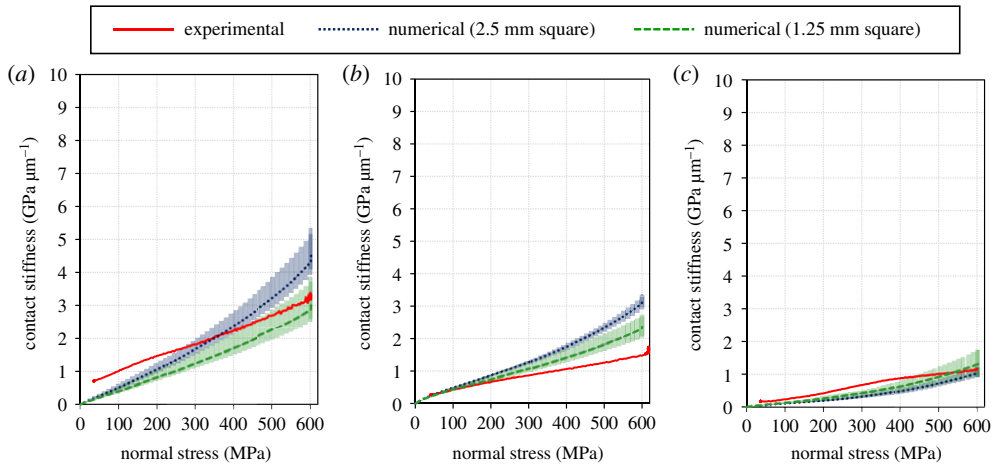 experimental numerical (2.5 mm square) numerical (1.25 mm square)
(a) (b) (c)
10 10 10
9 9 9
8 8 8
7 7 7
6 6 6
5 5 5
4 4 4
3 3 3
2 2 2
1 1 1
0 0 0
contact stiffness (GPa µm⁻¹)
contact stiffness (GPa µm⁻¹)
contact stiffness (GPa µm⁻¹)
0 100 200 300 400 500 600 0 100 200 300 400 500 600 0 100 200 300 400 500 600
normal stress (MPa) normal stress (MPa) normal stress (MPa)